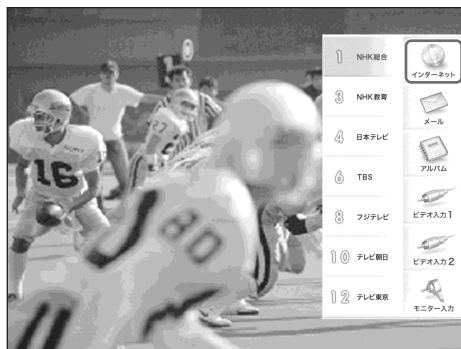 1 NHK総合
3 NHK教育
4 日本テレビ
6 TBS
8 フジテレビ
10 テレビ朝日
12 テレビ東京
インターネット
メール
アルバム
ビデオ入力 1
ビデオ入力 2
モニター入力
16
27
80